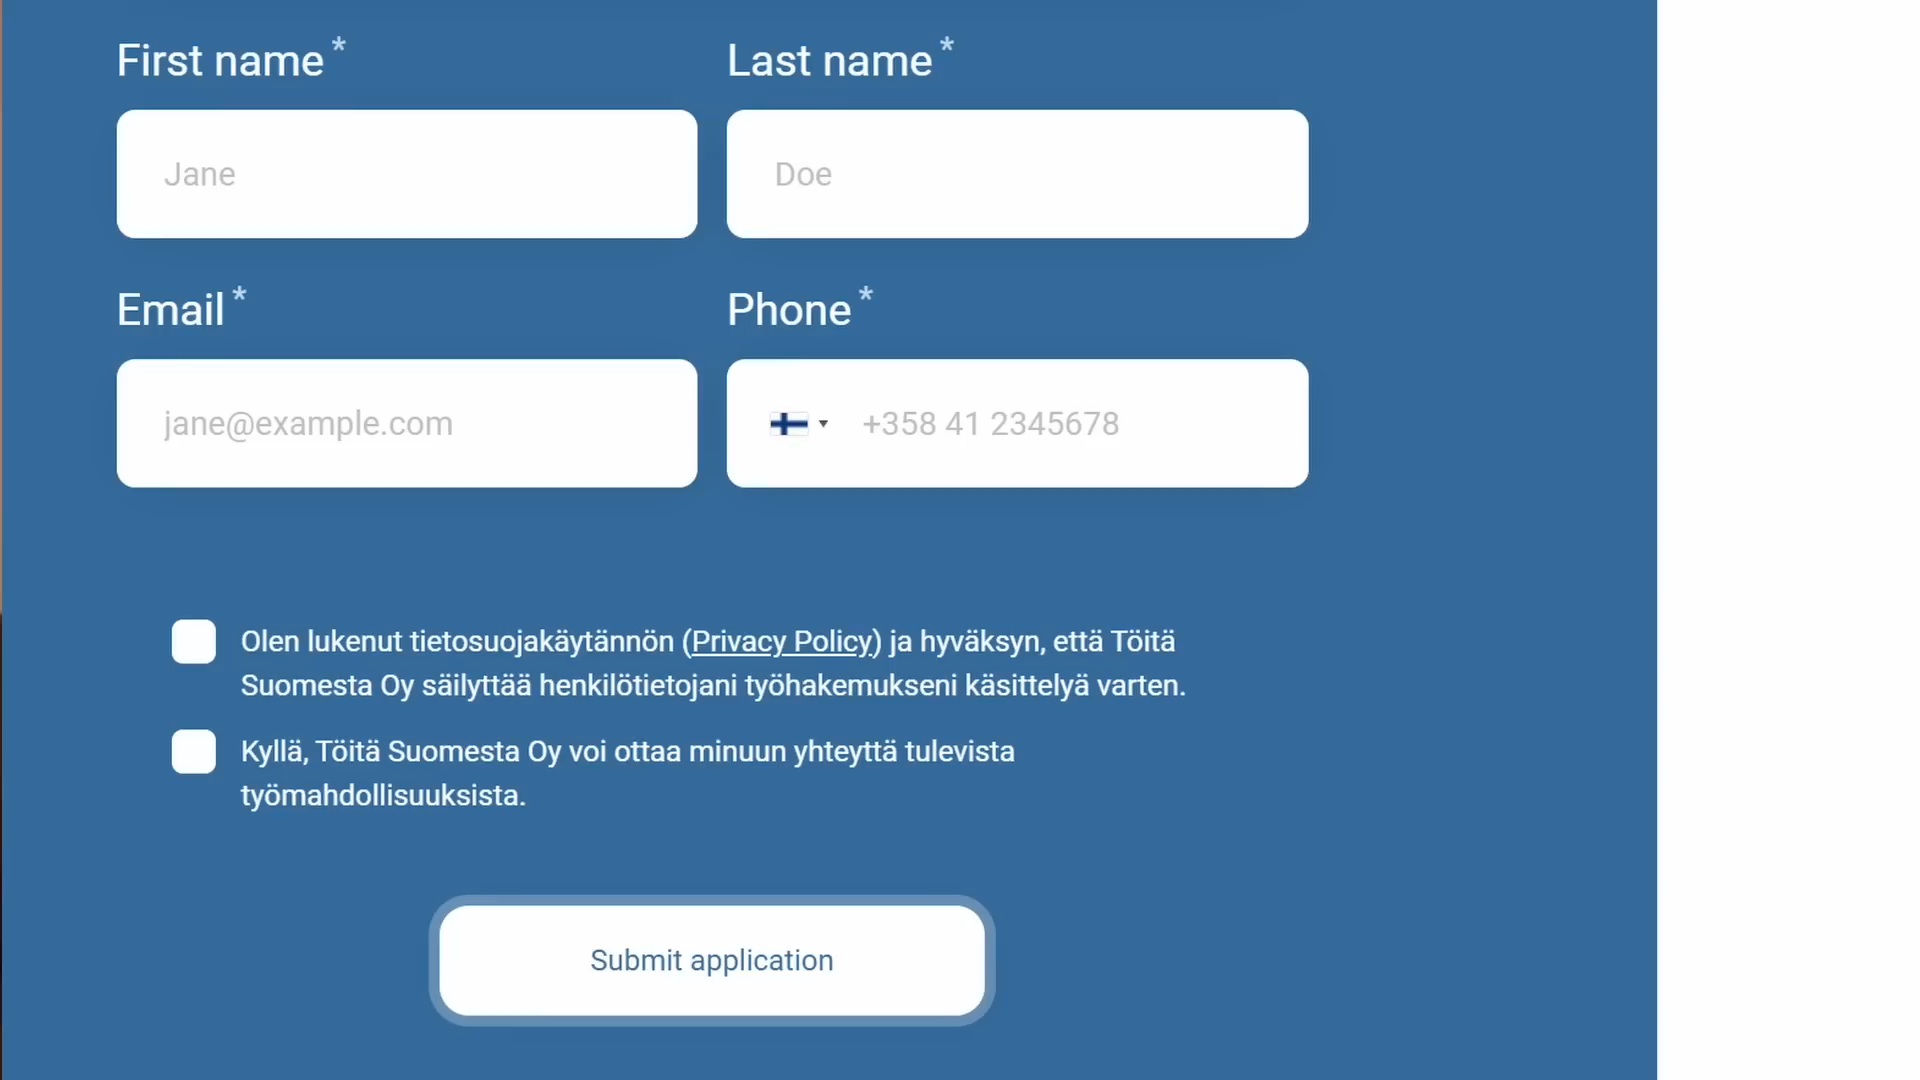 First name *
Last name *
Jane
Doe
Email *
Phone *
jane@example.com
+358 41 2345678
Olen lukenut tietosuojakäytännön (Privacy Policy) ja hyväksyn, että Töitä
Suomesta Oy säilyttää henkilötietojani työhakemukseni käsittelyä varten.
Kyllä, Töitä Suomesta Oy voi ottaa minuun yhteyttä tulevista
työmahdollisuuksista.
Submit application